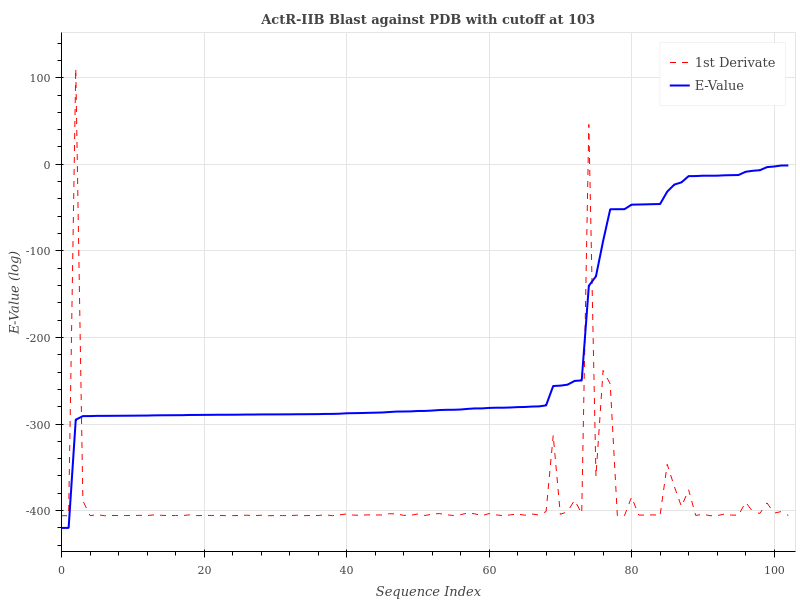 ActR-IIB Blast against PDB with cutoff at 103
1st Derivate
E-Value
100
0
-100
-200
-300
-400
E-Value (log)
0
20
40
60
80
100
Sequence Index